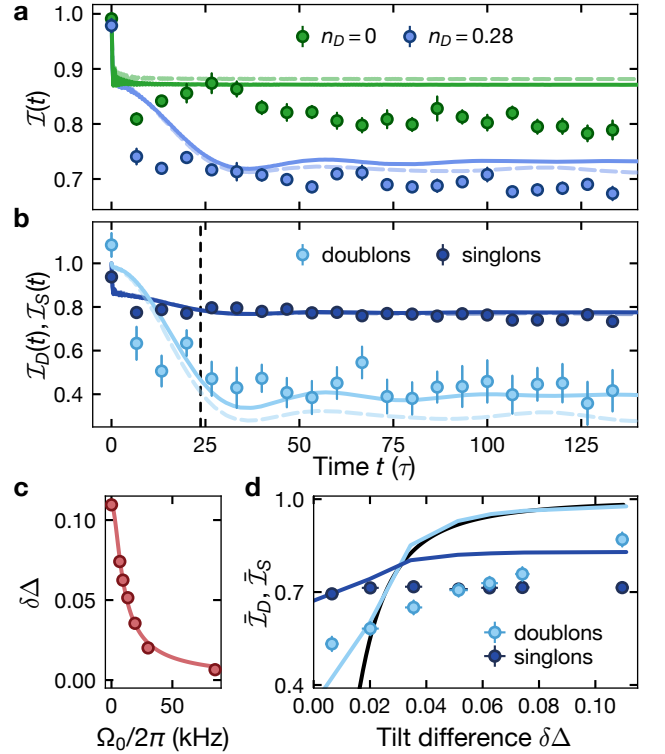 a
n_D = 0
n_D = 0.28
1.0
0.9
0.8
0.7
ℐ(t)
b
doublons
singlons
1.0
0.8
0.6
0.4
ℐ_D(t), ℐ_S(t)
0
25
50
75
100
125
Time t (τ)
c
0.10
0.05
0.00
δΔ
0
50
Ω_0/2π (kHz)
d
1.0
0.7
0.4
ℐ̄_D, ℐ̄_S
doublons
singlons
0.00
0.02
0.04
0.06
0.08
0.10
Tilt difference δΔ